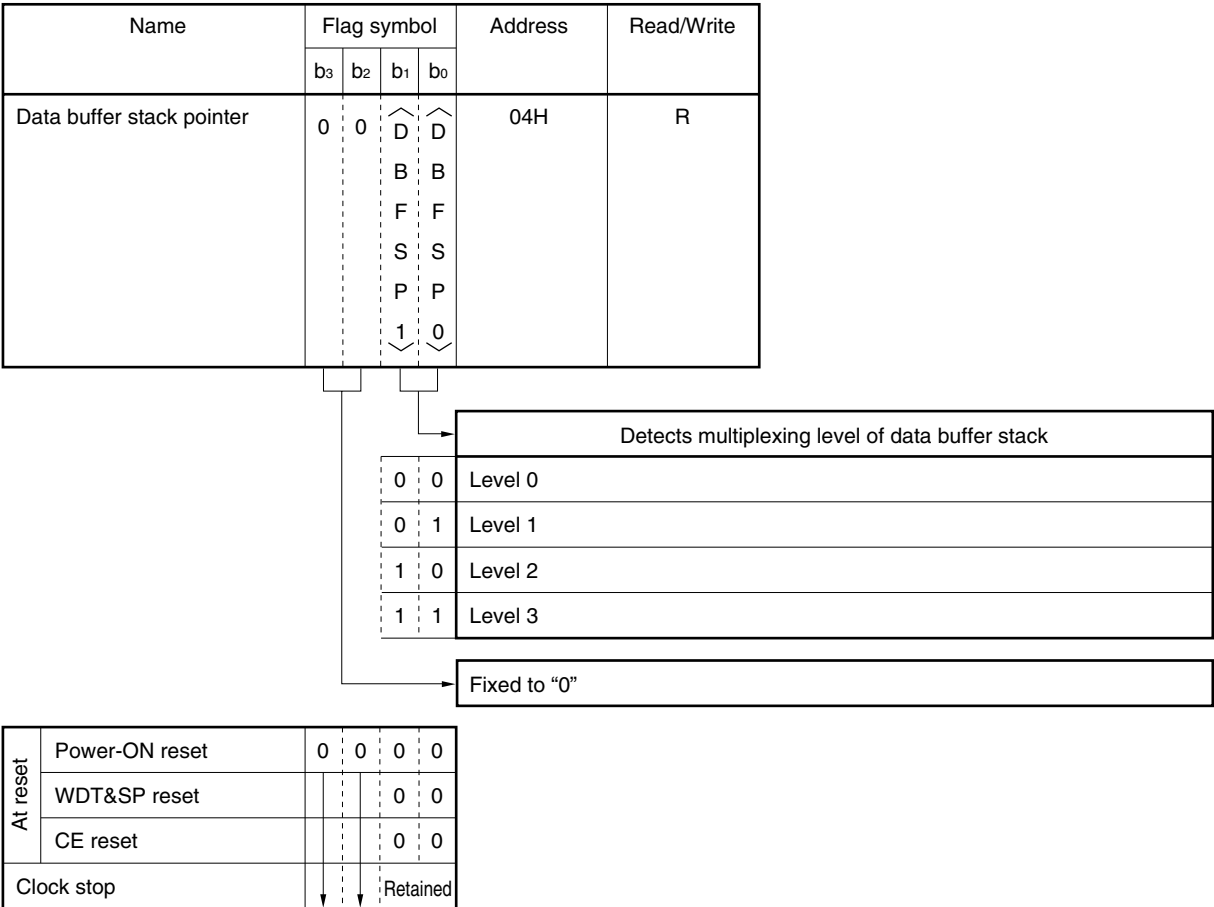 Name Flag symbol Address Read/Write
b3 b2 b1 b0
Data buffer stack pointer 0 0 〈DBFSP1〉 〈DBFSP0〉 04H R
Detects multiplexing level of data buffer stack
0 0 Level 0
0 1 Level 1
1 0 Level 2
1 1 Level 3
Fixed to “0”
At reset
Power-ON reset 0 0 0 0
WDT&SP reset 0 0
CE reset 0 0
Clock stop Retained